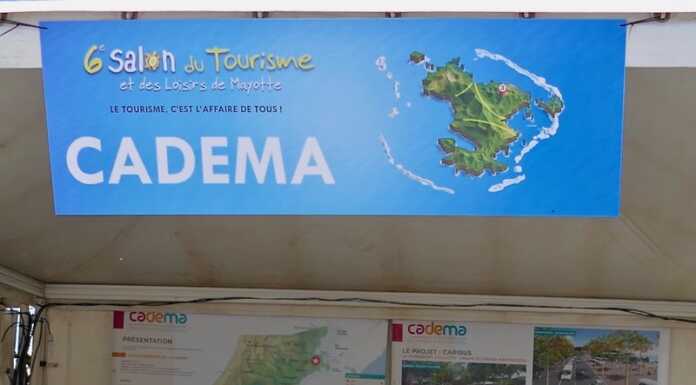 6e Salon du Tourisme
et des Loisirs de Mayotte
LE TOURISME, C'EST L'AFFAIRE DE TOUS !
CADEMA
cadema
PRÉSENTATION
cadema
LE PROJET : CARIBUS